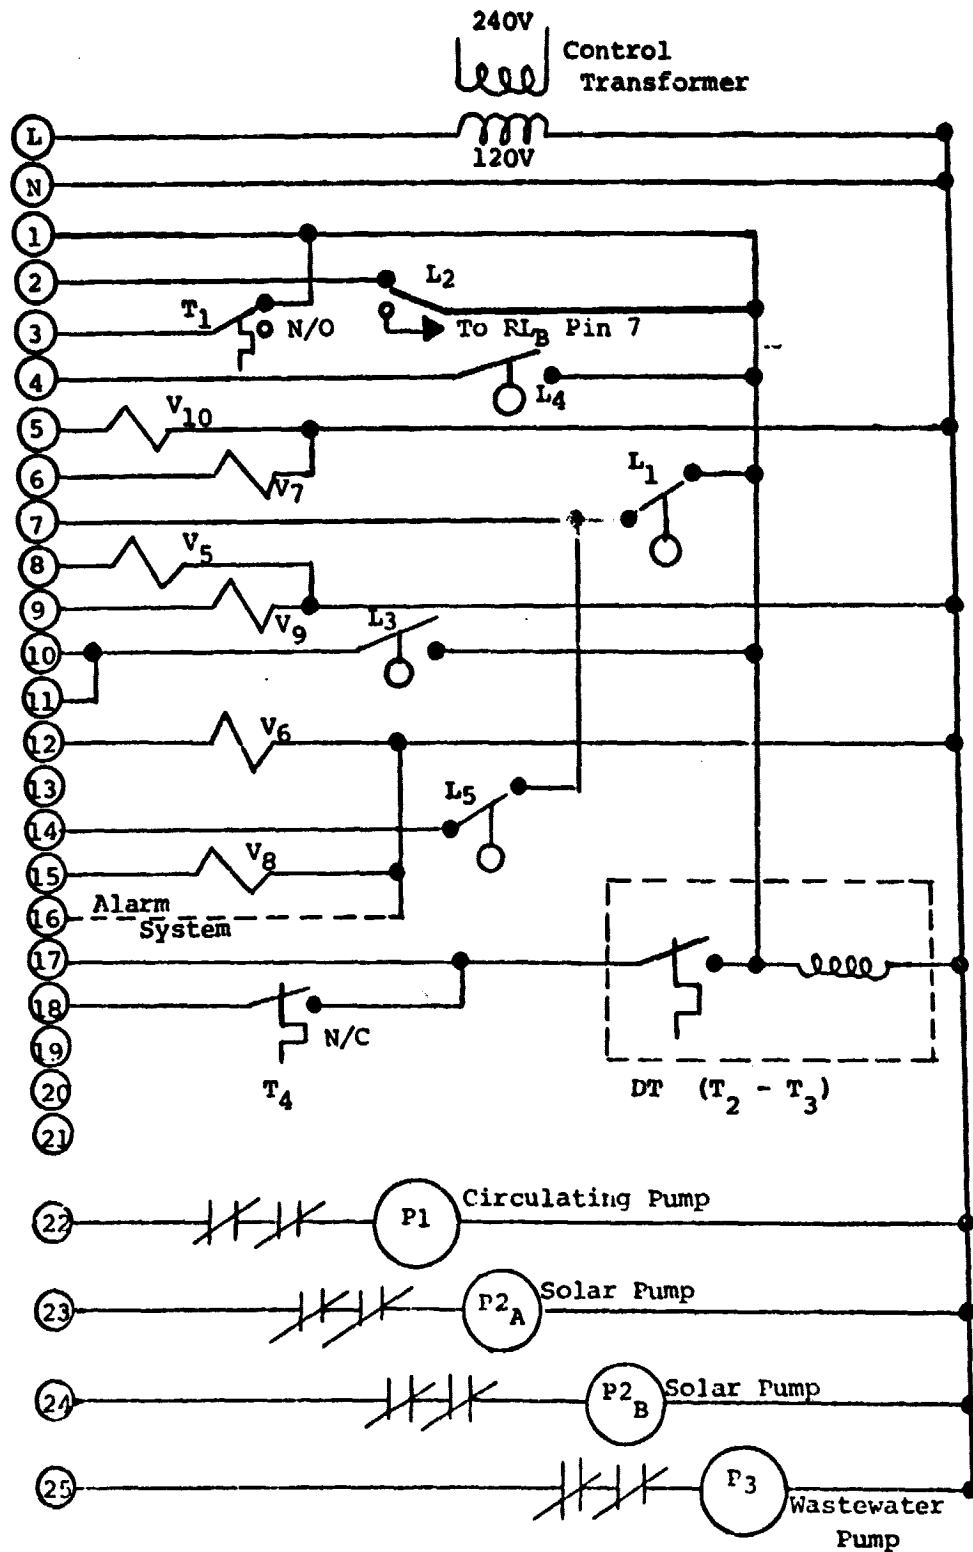 240V
Control
Transformer
L
120V
N
1
2
L2
T1
N/O
To RLB Pin 7
3
4
L4
5
V10
6
V7
L1
7
8
V5
9
V9
L3
10
11
12
V6
13
L5
14
15
V8
16
Alarm
System
17
18
N/C
19
20
T4
DT (T2 - T3)
21
22
P1
Circulating Pump
23
P2A
Solar Pump
24
P2B
Solar Pump
25
P3
Wastewater
Pump